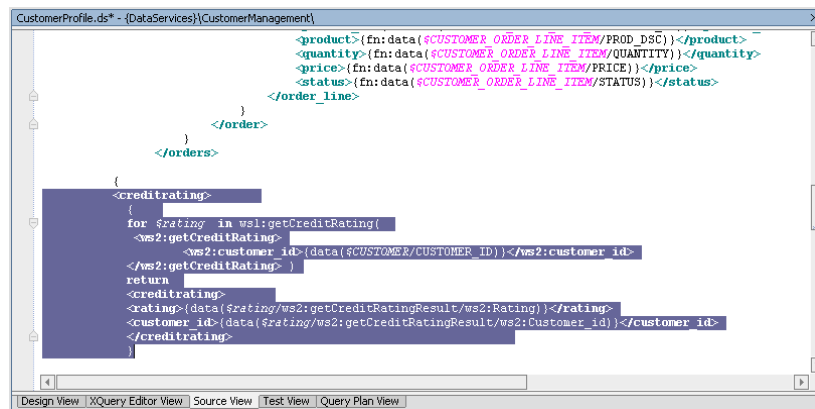 CustomerProfile.ds* - {DataServices}\CustomerManagement\
<product>{fn:data($CUSTOMER_ORDER_LINE_ITEM/PROD_DSC)}</product>
<quantity>{fn:data($CUSTOMER_ORDER_LINE_ITEM/QUANTITY)}</quantity>
<price>{fn:data($CUSTOMER_ORDER_LINE_ITEM/PRICE)}</price>
<status>{fn:data($CUSTOMER_ORDER_LINE_ITEM/STATUS)}</status>
</order_line>
}
</order>
}
</orders>
{
<creditrating>
{
for $rating in ws1:getCreditRating(
<ws2:getCreditRating>
<ws2:customer_id>{data($CUSTOMER/CUSTOMER_ID)}</ws2:customer_id>
</ws2:getCreditRating> )
return
<creditrating>
<rating>{data($rating/ws2:getCreditRatingResult/ws2:Rating)}</rating>
<customer_id>{data($rating/ws2:getCreditRatingResult/ws2:Customer_id)}</customer_id>
</creditrating>
}
Design View XQuery Editor View Source View Test View Query Plan View